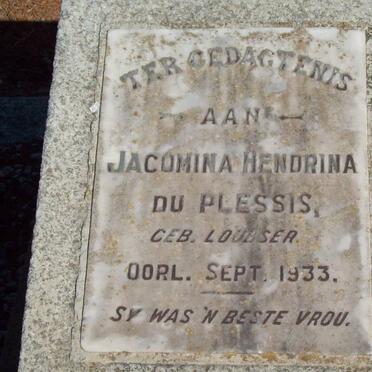 TER GEDAGTENIS
AAN
JACOMINA HENDRINA
DU PLESSIS,
GEB. LOUBSER.
OORL. SEPT. 1933.
SY WAS 'N BESTE VROU.